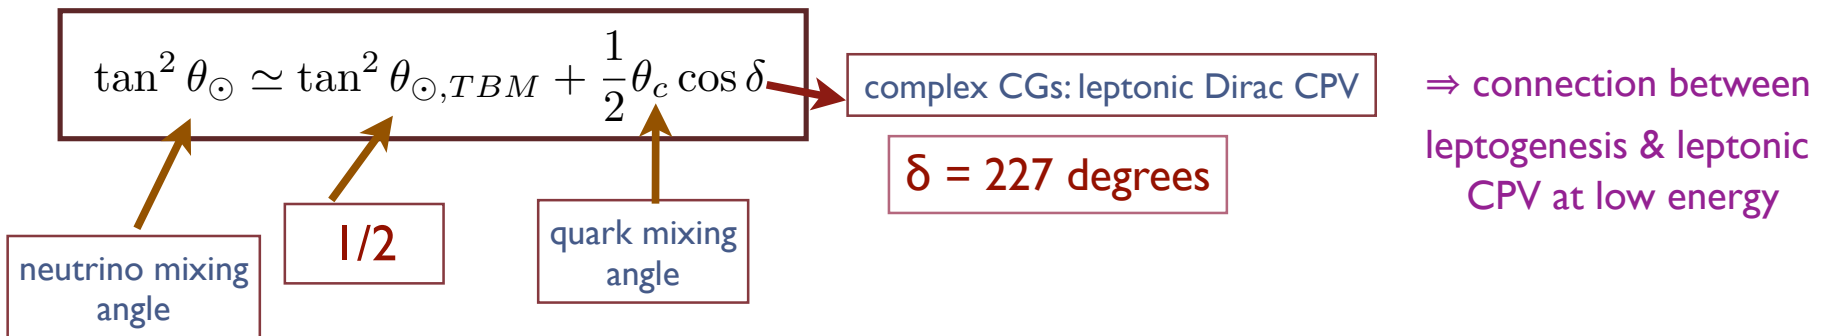 tan² θ⊙ ≃ tan² θ⊙,TBM + 1/2 θc cos δ
complex CGs: leptonic Dirac CPV
⇒ connection between
leptogenesis & leptonic
CPV at low energy
δ = 227 degrees
neutrino mixing
angle
1/2
quark mixing
angle